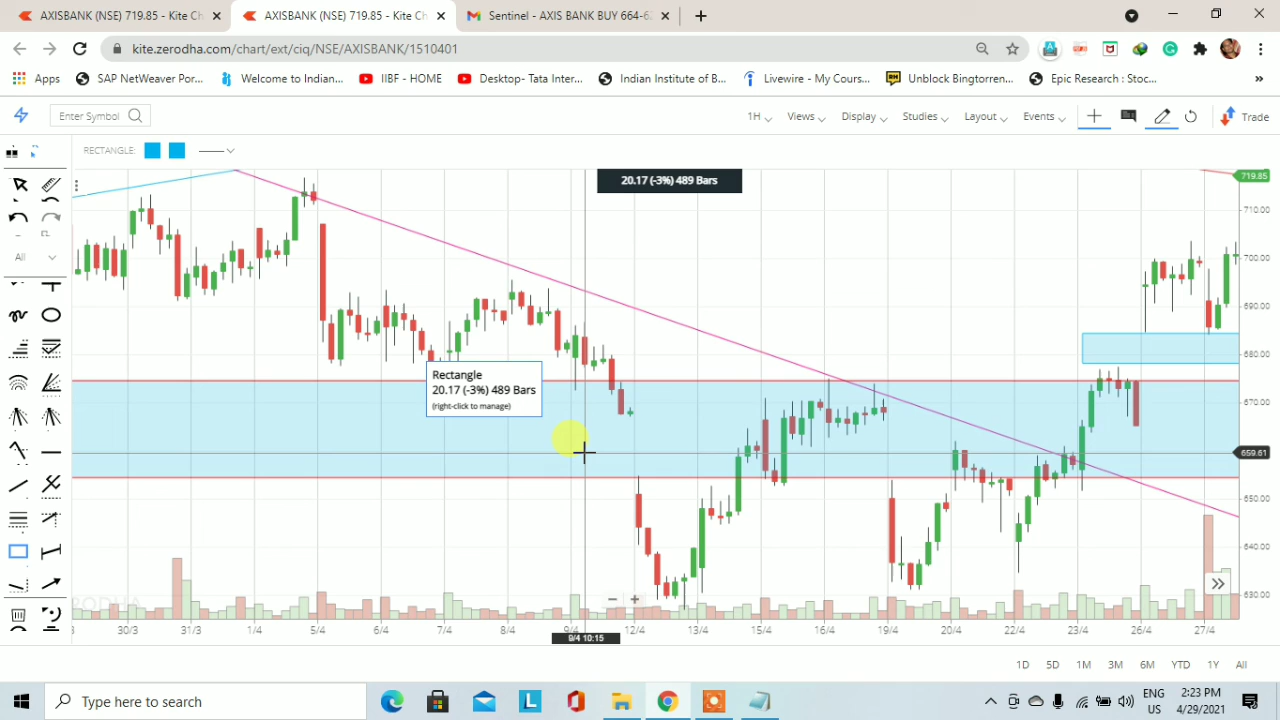 AXISBANK (NSE) 719.85 - Kite Ch
AXISBANK (NSE) 719.85 - Kite Ch
Sentinel - AXIS BANK BUY 664-62
kite.zerodha.com/chart/ext/ciq/NSE/AXISBANK/1510401
Apps
SAP NetWeaver Por...
Welcome to Indian...
IIBF - HOME
Desktop- Tata Inter...
Indian Institute of B...
Livewire - My Cours...
Unblock Bingtorren...
Epic Research : Stoc...
»
Enter Symbol
1H
Views
Display
Studies
Layout
Events
Trade
RECTANGLE:
20.17 (-3%) 489 Bars
719.85
710.00
700.00
690.00
680.00
670.00
659.61
650.00
640.00
630.00
All
Rectangle
20.17 (-3%) 489 Bars
(right-click to manage)
30/3
31/3
1/4
5/4
6/4
7/4
8/4
9/4
12/4
13/4
15/4
16/4
19/4
20/4
22/4
23/4
26/4
27/4
9/4 10:15
1D
5D
1M
3M
6M
YTD
1Y
All
Type here to search
ENG
US
2:23 PM
4/29/2021